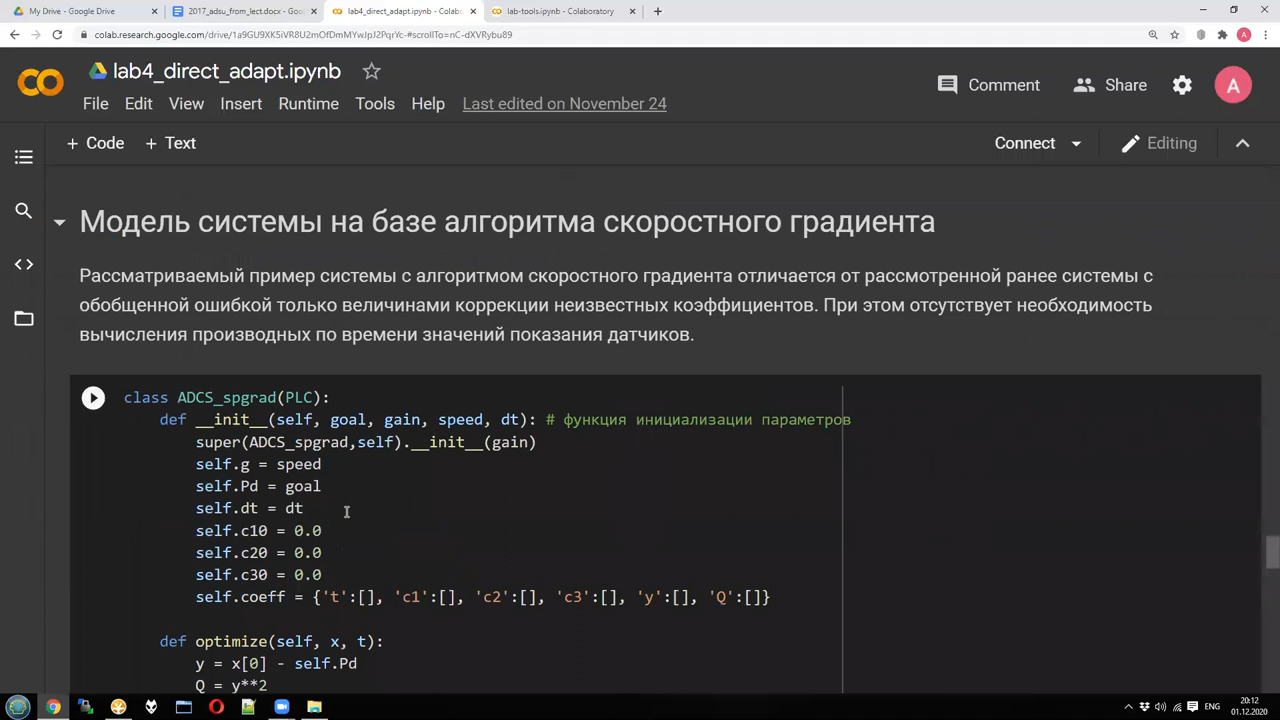 My Drive - Google Drive
2017_adsu_from_lect.docx - Goo
lab4_direct_adapt.ipynb - Colab
lab-tools.ipynb - Colaboratory
colab.research.google.com/drive/1a9GU9XK5iVR8U2mOfDmMYwJpJ2PqrYc-#scrollTo=nC-dXVRybu89
A
lab4_direct_adapt.ipynb
Comment
Share
A
File Edit View Insert Runtime Tools Help Last edited on November 24
+ Code + Text
Connect
Editing
Модель системы на базе алгоритма скоростного градиента
Рассматриваемый пример системы с алгоритмом скоростного градиента отличается от рассмотренной ранее системы с
обобщенной ошибкой только величинами коррекции неизвестных коэффициентов. При этом отсутствует необходимость
вычисления производных по времени значений показания датчиков.
class ADCS_spgrad(PLC):
def __init__(self, goal, gain, speed, dt): # функция инициализации параметров
super(ADCS_spgrad,self).__init__(gain)
self.g = speed
self.Pd = goal
self.dt = dt
self.c10 = 0.0
self.c20 = 0.0
self.c30 = 0.0
self.coeff = {'t':[], 'c1':[], 'c2':[], 'c3':[], 'y':[], 'Q':[]}
def optimize(self, x, t):
y = x[0] - self.Pd
Q = y**2
ENG
20:12
01.12.2020